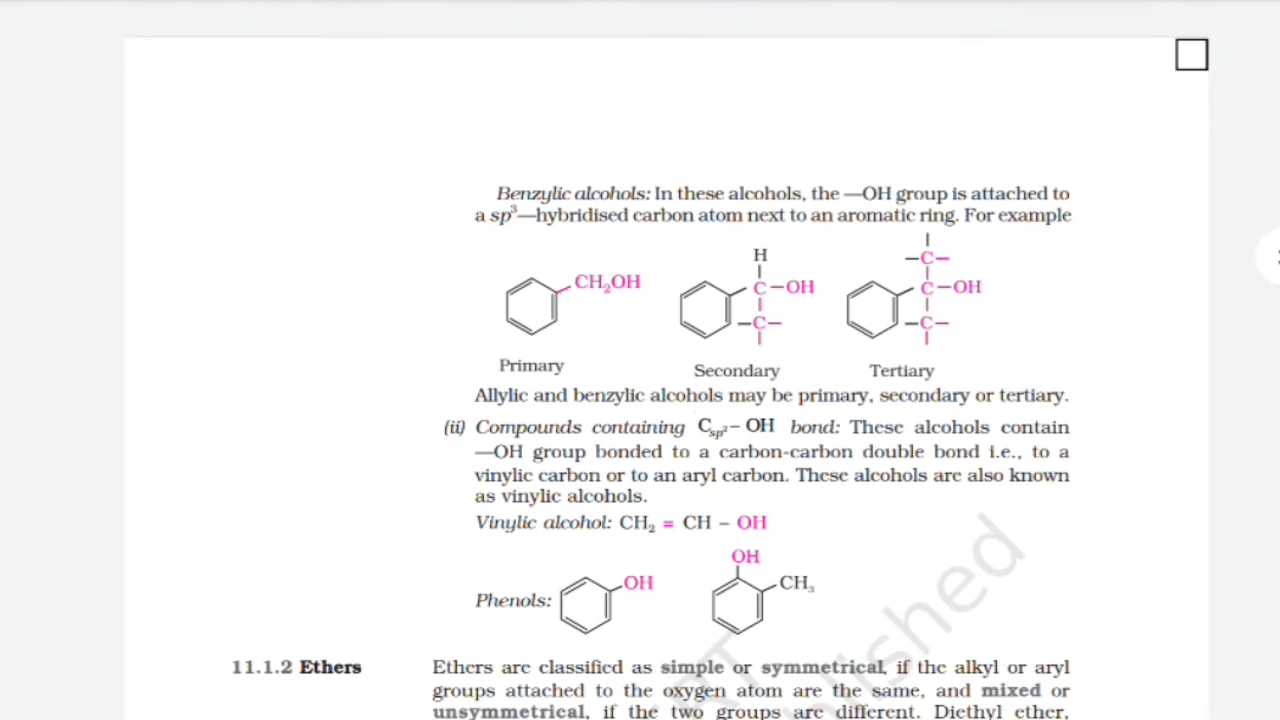 Benzylic alcohols: In these alcohols, the —OH group is attached to
a sp³—hybridised carbon atom next to an aromatic ring. For example
CH₂OH
H
C–OH
–C–
–C–
C–OH
–C–
Primary
Secondary
Tertiary
Allylic and benzylic alcohols may be primary, secondary or tertiary.
(ii) Compounds containing Csp²– OH bond: These alcohols contain
—OH group bonded to a carbon-carbon double bond i.e., to a
vinylic carbon or to an aryl carbon. These alcohols are also known
as vinylic alcohols.
Vinylic alcohol: CH₂ = CH – OH
Phenols:
OH
OH
CH₃
11.1.2 Ethers
Ethers are classified as simple or symmetrical, if the alkyl or aryl
groups attached to the oxygen atom are the same, and mixed or
unsymmetrical, if the two groups are different. Diethyl ether,